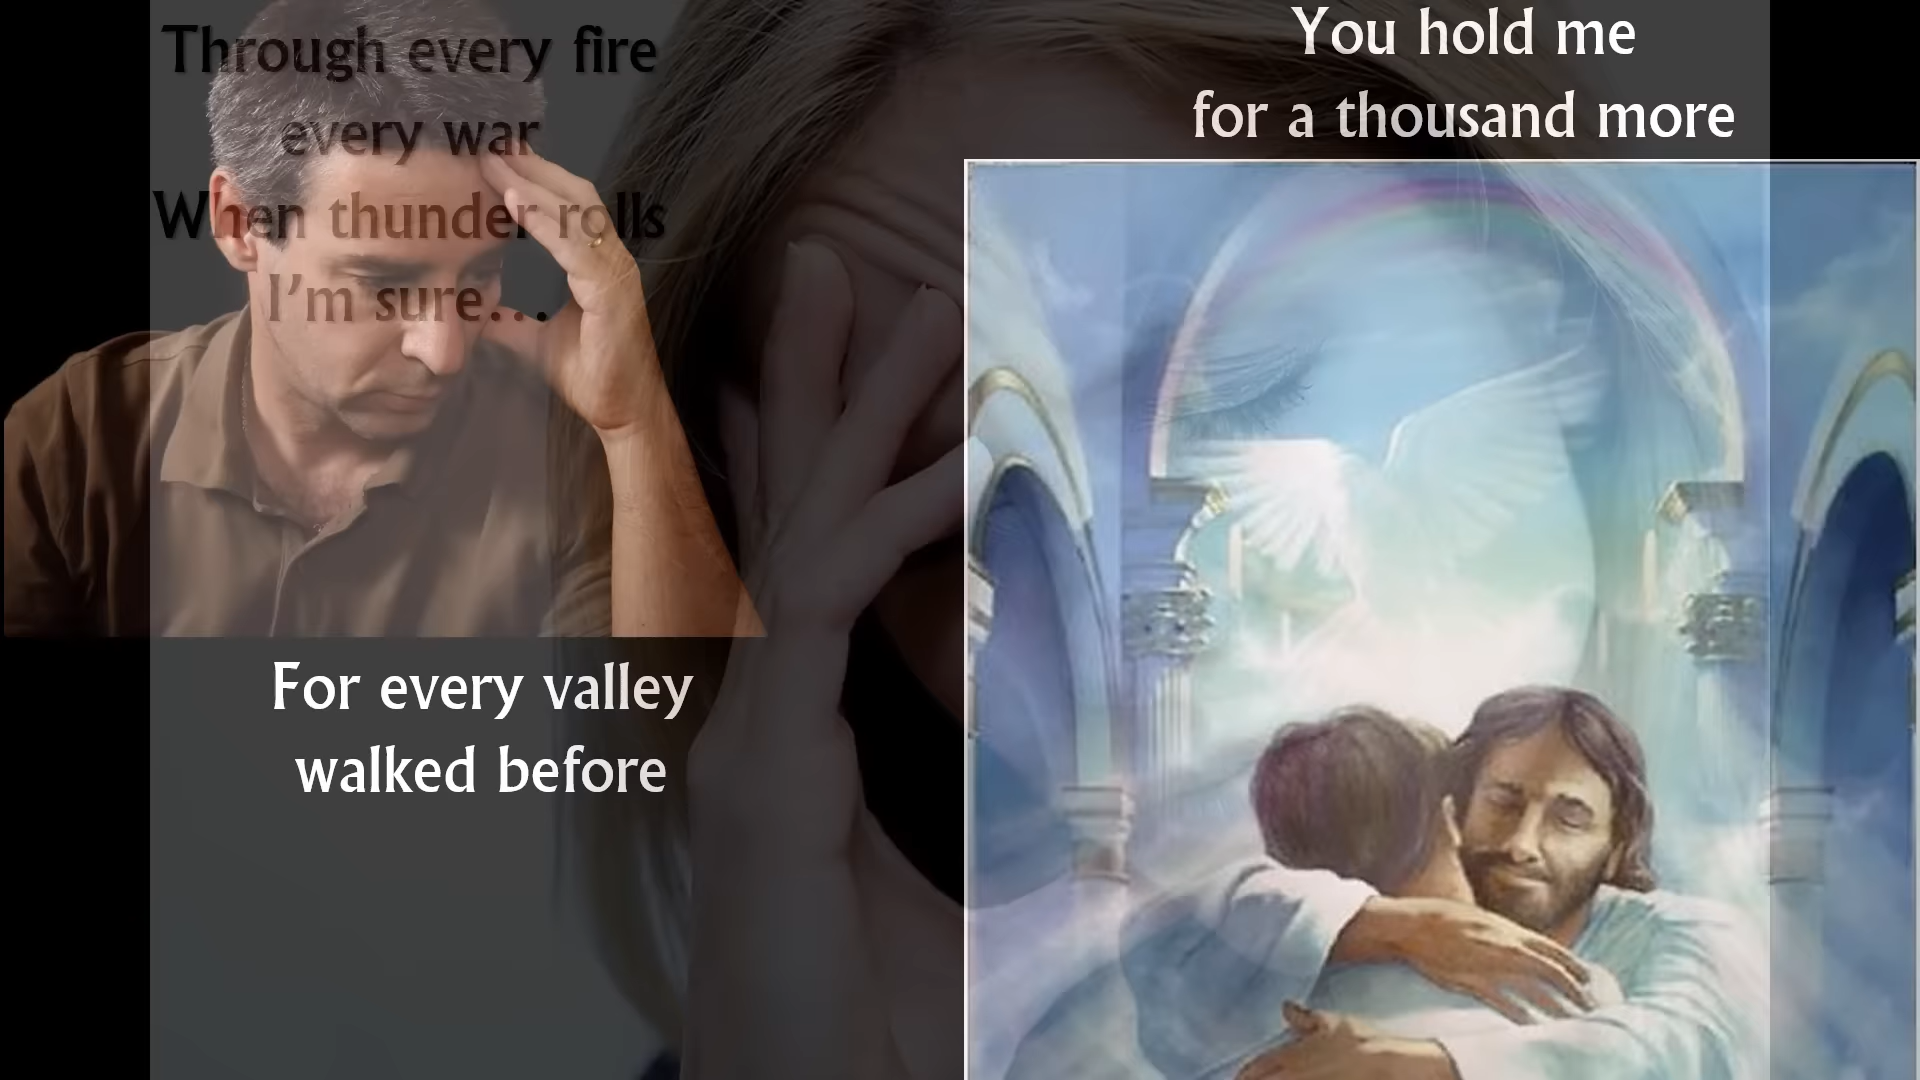 Through every fire
every war
When thunder rolls
I'm sure…
For every valley
walked before
You hold me
for a thousand more